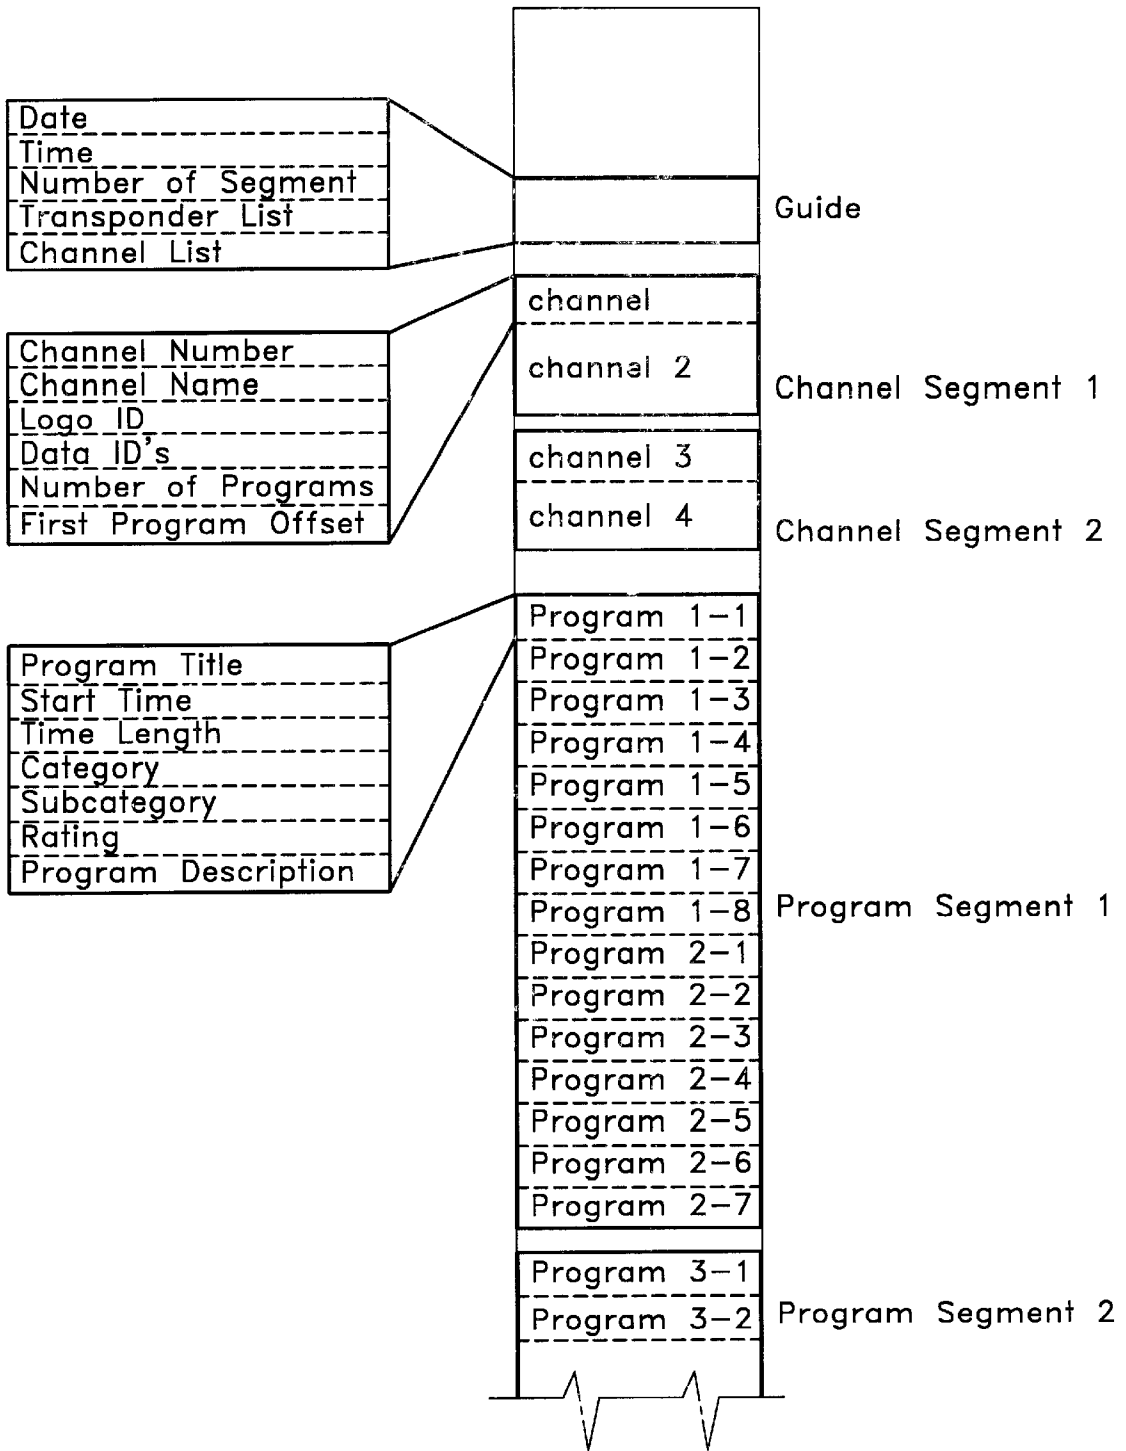 Date
Time
Number of Segment
Transponder List
Channel List
Guide
Channel Number
Channel Name
Logo ID
Data ID's
Number of Programs
First Program Offset
channel
channel 2
Channel Segment 1
channel 3
channel 4
Channel Segment 2
Program Title
Start Time
Time Length
Category
Subcategory
Rating
Program Description
Program 1-1
Program 1-2
Program 1-3
Program 1-4
Program 1-5
Program 1-6
Program 1-7
Program 1-8
Program 2-1
Program 2-2
Program 2-3
Program 2-4
Program 2-5
Program 2-6
Program 2-7
Program Segment 1
Program 3-1
Program 3-2
Program Segment 2